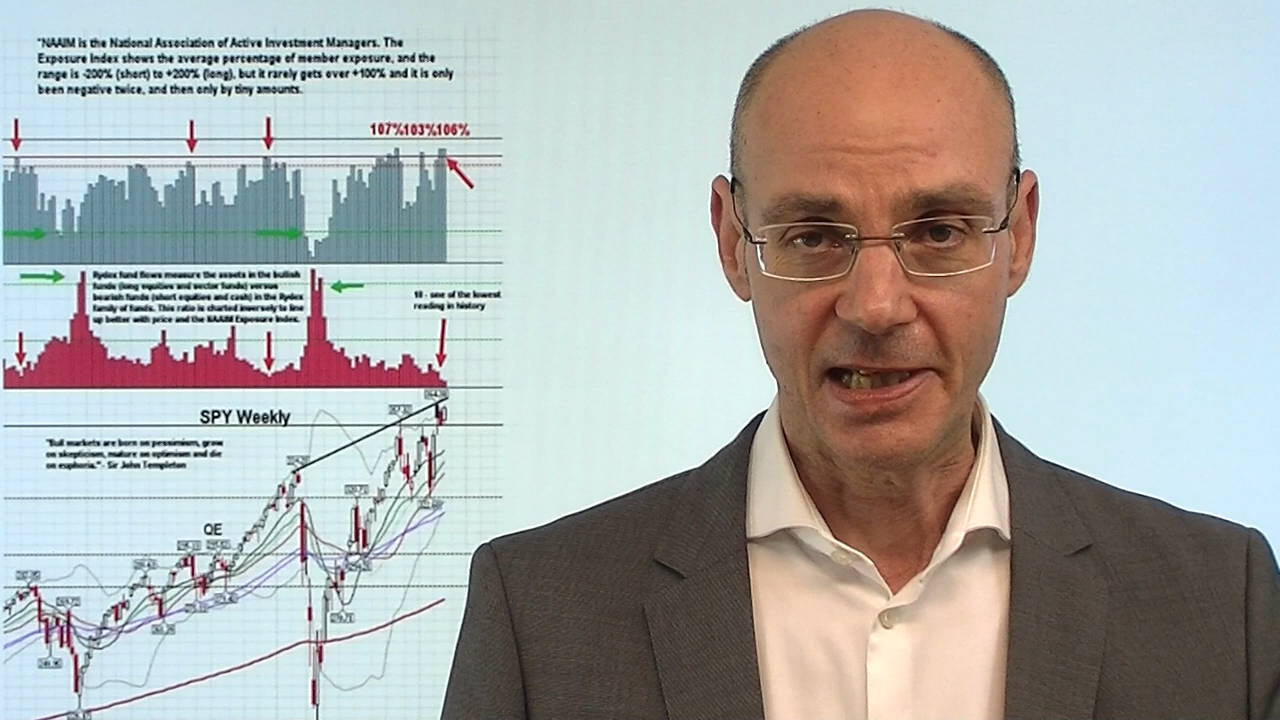 "NAAIM is the National Association of Active Investment Managers. The
Exposure Index shows the average percentage of member exposure, and the
range is -200% (short) to +200% (long), but it rarely gets over +100% and it is only
been negative twice, and then only by tiny amounts.
107%103%106%
Rydex fund flows measure the assets in the bullish
funds (long equities and sector funds) versus
bearish funds (short equities and cash) in the Rydex
family of funds. This ratio is charted inversely to line
up better with price and the NAAIM Exposure Index.
18 - one of the lowest
reading in history
SPY Weekly
"Bull markets are born on pessimism, grow
on skepticism, mature on optimism and die
on euphoria." - Sir John Templeton
QE